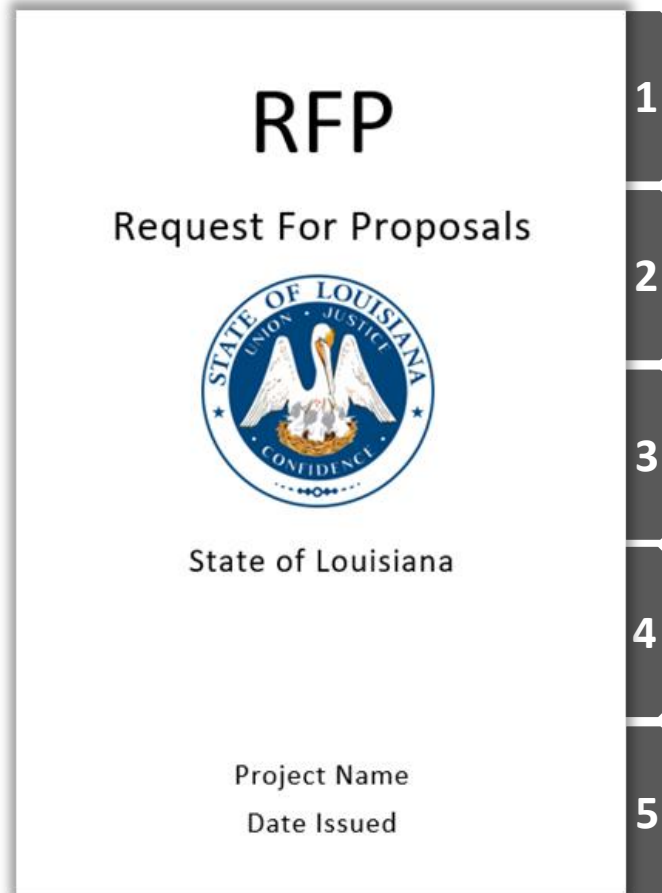 RFP
Request For Proposals
STATE OF LOUISIANA
UNION • JUSTICE
• CONFIDENCE •
State of Louisiana
Project Name
Date Issued
1
2
3
4
5